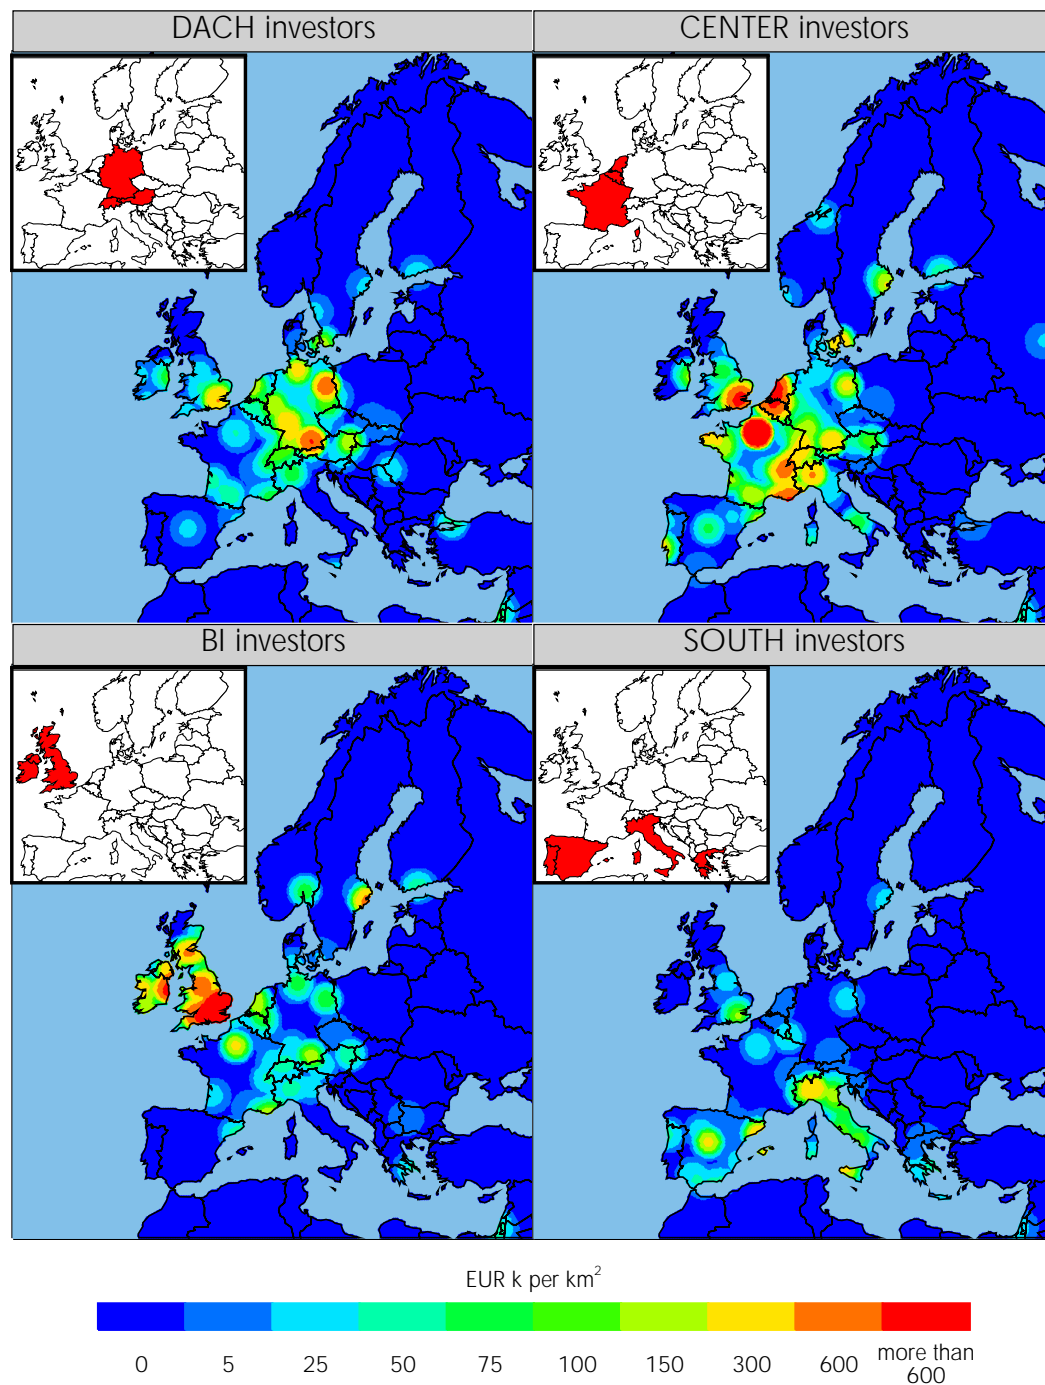 DACH investors
CENTER investors
BI investors
SOUTH investors
EUR k per km²
0 5 25 50 75 100 150 300 600 more than 600